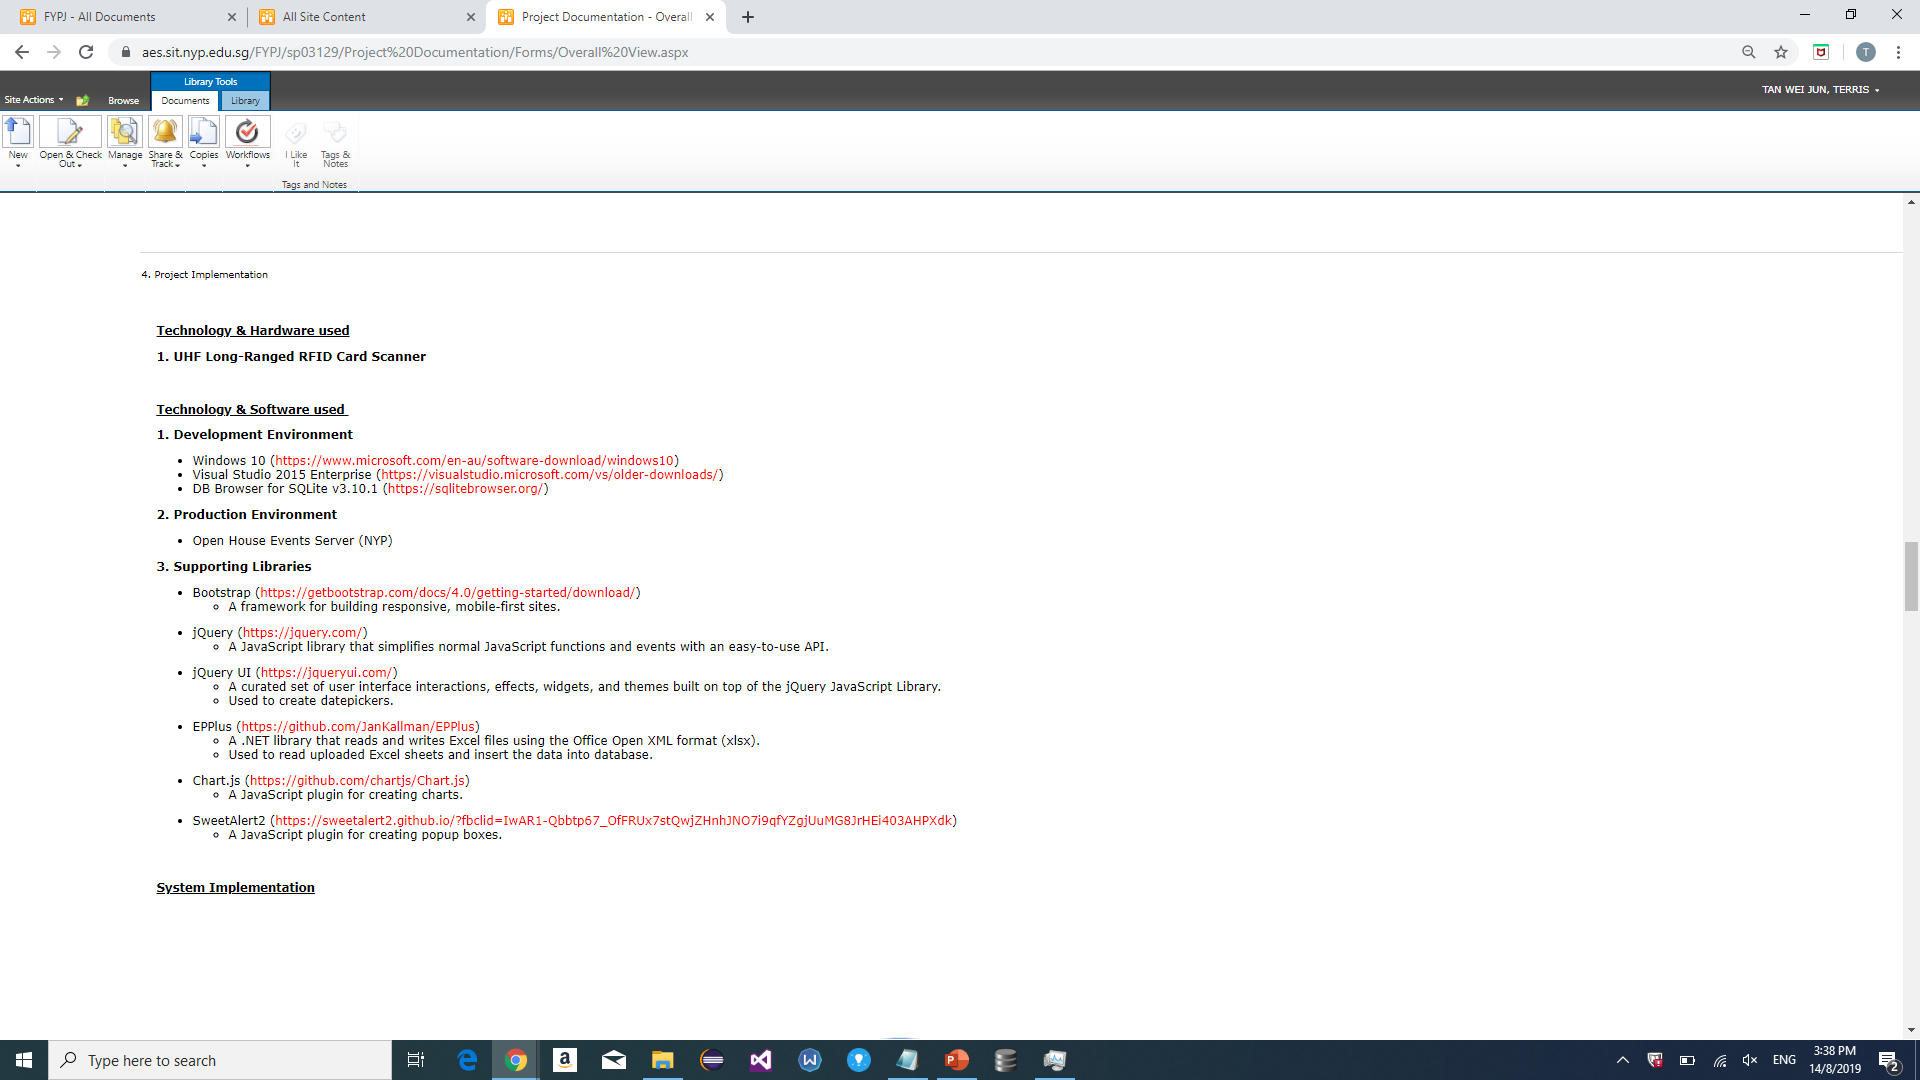 FYPJ - All Documents
All Site Content
Project Documentation - Overall
aes.sit.nyp.edu.sg/FYPJ/sp03129/Project%20Documentation/Forms/Overall%20View.aspx
T
Library Tools
Site Actions
Browse
Documents
Library
TAN WEI JUN, TERRIS
New
Open & Check Out
Manage
Share & Track
Copies
Workflows
I Like It
Tags & Notes
Tags and Notes
4. Project Implementation
Technology & Hardware used
1. UHF Long-Ranged RFID Card Scanner
Technology & Software used
1. Development Environment
• Windows 10 (https://www.microsoft.com/en-au/software-download/windows10)
• Visual Studio 2015 Enterprise (https://visualstudio.microsoft.com/vs/older-downloads/)
• DB Browser for SQLite v3.10.1 (https://sqlitebrowser.org/)
2. Production Environment
• Open House Events Server (NYP)
3. Supporting Libraries
• Bootstrap (https://getbootstrap.com/docs/4.0/getting-started/download/)
◦ A framework for building responsive, mobile-first sites.
• jQuery (https://jquery.com/)
◦ A JavaScript library that simplifies normal JavaScript functions and events with an easy-to-use API.
• jQuery UI (https://jqueryui.com/)
◦ A curated set of user interface interactions, effects, widgets, and themes built on top of the jQuery JavaScript Library.
◦ Used to create datepickers.
• EPPlus (https://github.com/JanKallman/EPPlus)
◦ A .NET library that reads and writes Excel files using the Office Open XML format (xlsx).
◦ Used to read uploaded Excel sheets and insert the data into database.
• Chart.js (https://github.com/chartjs/Chart.js)
◦ A JavaScript plugin for creating charts.
• SweetAlert2 (https://sweetalert2.github.io/?fbclid=IwAR1-Qbbtp67_OfFRUx7stQwjZHnhJNO7i9qfYZgjUuMG8JrHEi403AHPXdk)
◦ A JavaScript plugin for creating popup boxes.
System Implementation
Type here to search
ENG
3:38 PM
14/8/2019
2